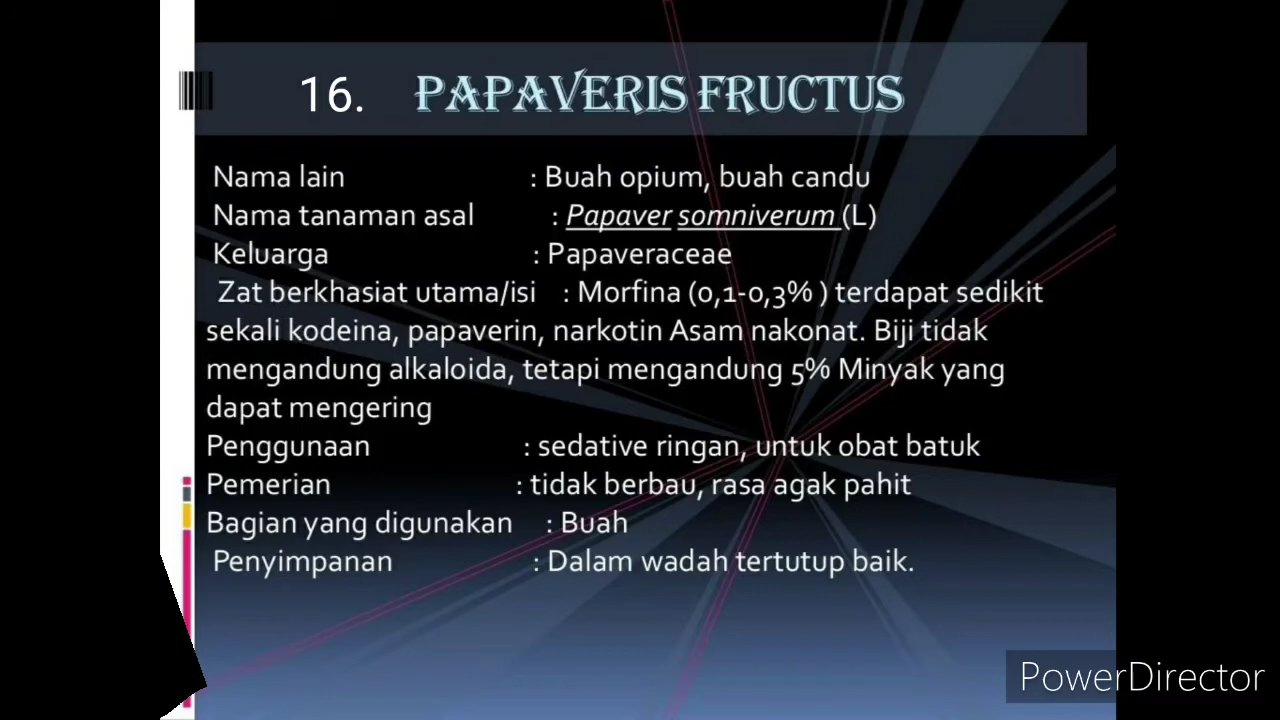 16. PAPAVERIS FRUCTUS
Nama lain : Buah opium, buah candu
Nama tanaman asal : Papaver somniverum (L)
Keluarga : Papaveraceae
Zat berkhasiat utama/isi : Morfina (0,1-0,3% ) terdapat sedikit
sekali kodeina, papaverin, narkotin Asam nakonat. Biji tidak
mengandung alkaloida, tetapi mengandung 5% Minyak yang
dapat mengering
Penggunaan : sedative ringan, untuk obat batuk
Pemerian : tidak berbau, rasa agak pahit
Bagian yang digunakan : Buah
Penyimpanan : Dalam wadah tertutup baik.
PowerDirector